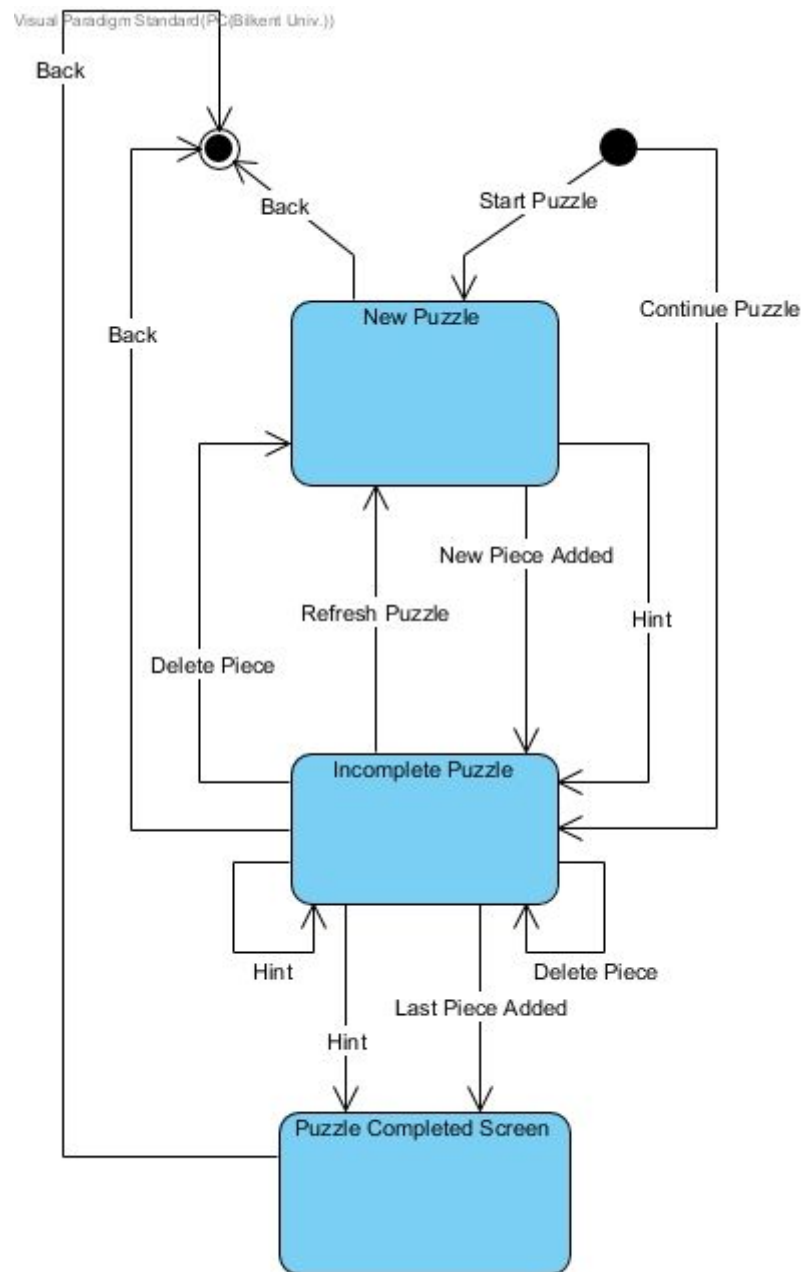 Visual Paradigm Standard(PC(Bilkent Univ.))
Back
Back
Start Puzzle
Continue Puzzle
New Puzzle
Back
New Piece Added
Refresh Puzzle
Hint
Delete Piece
Incomplete Puzzle
Hint
Delete Piece
Last Piece Added
Hint
Puzzle Completed Screen